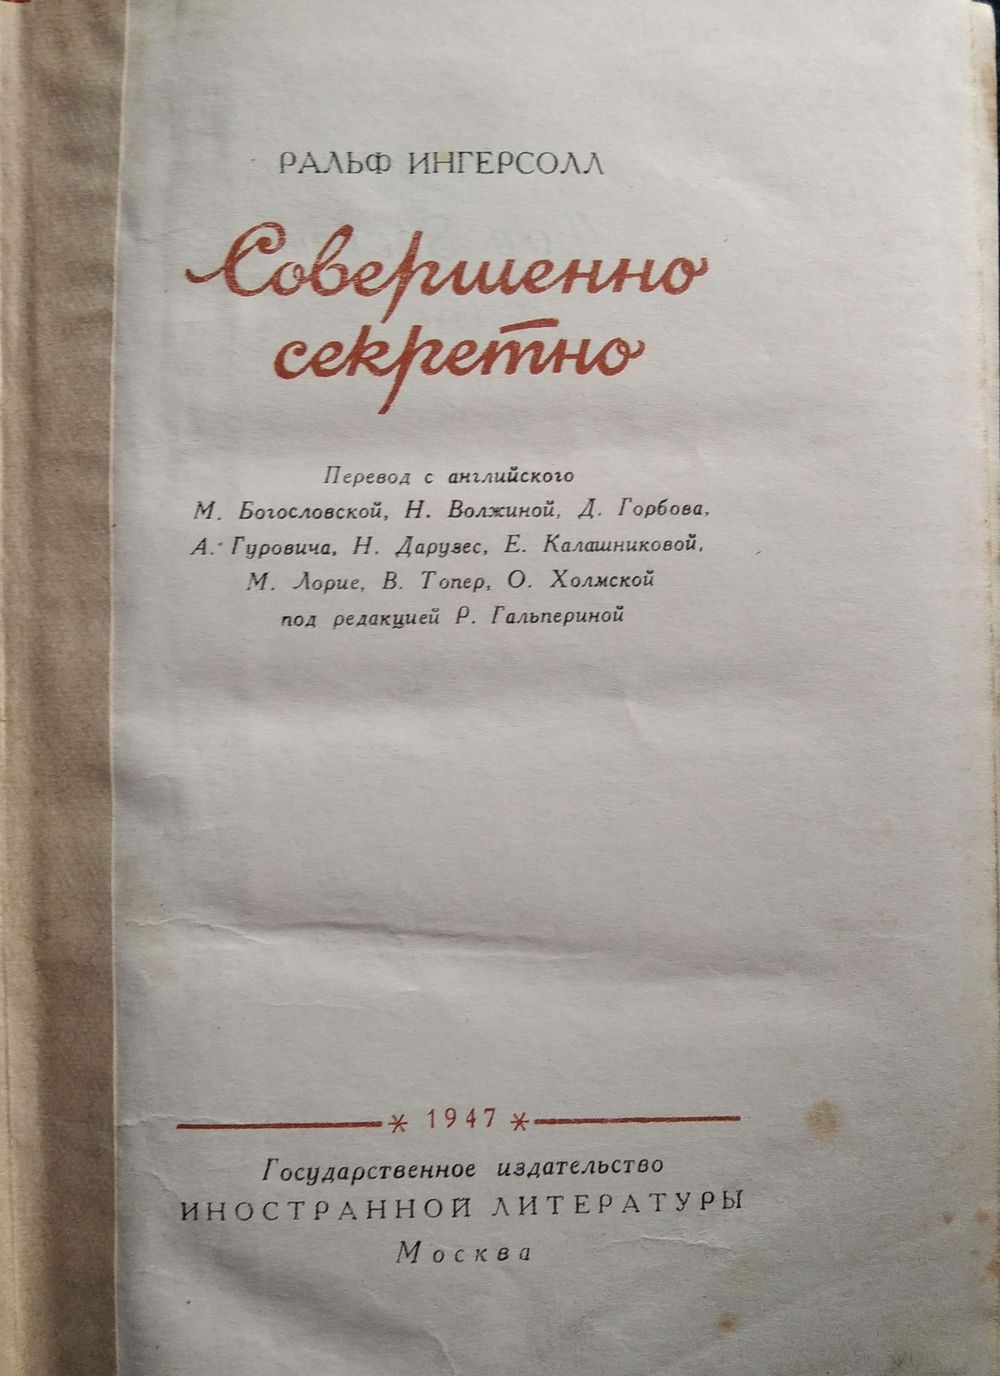 РАЛЬФ ИНГЕРСОЛЛ
Совершенно
секретно
Перевод с английского
М. Богословской, Н. Волжиной, Д. Горбова,
А. Гуровича, Н. Дарузес, Е. Калашниковой,
М. Лорие, В. Топер, О. Холмской
под редакцией Р. Гальпериной
* 1947 *
Государственное издательство
ИНОСТРАННОЙ ЛИТЕРАТУРЫ
Москва